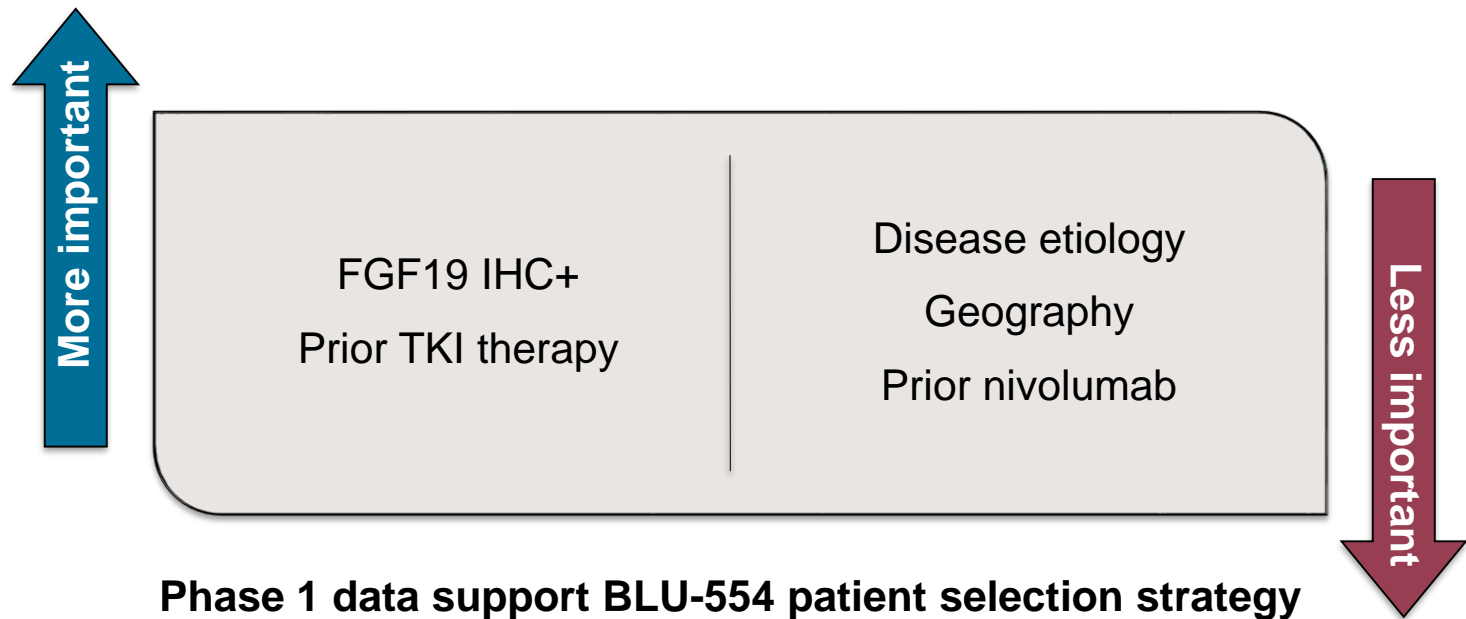 More important
FGF19 IHC+
Prior TKI therapy
Disease etiology
Geography
Prior nivolumab
Less important
Phase 1 data support BLU-554 patient selection strategy